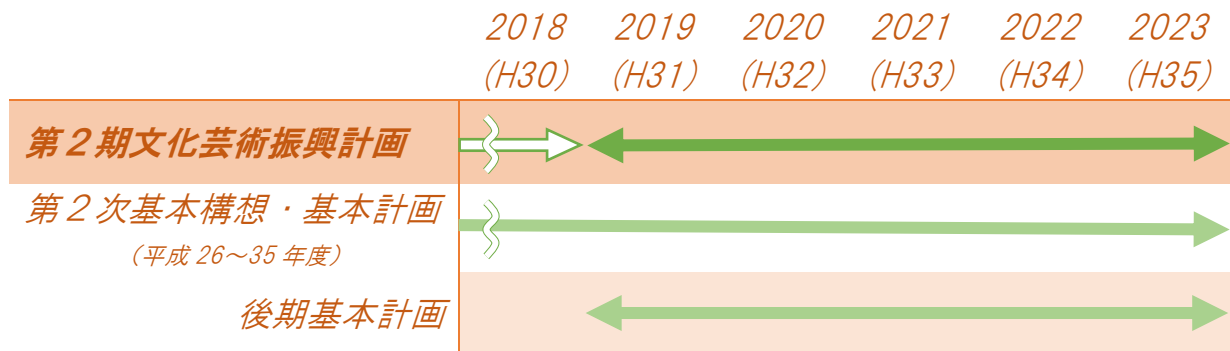 2018 2019 2020 2021 2022 2023
(H30) (H31) (H32) (H33) (H34) (H35)
第２期文化芸術振興計画
第２次基本構想・基本計画
（平成 26～35 年度）
後期基本計画